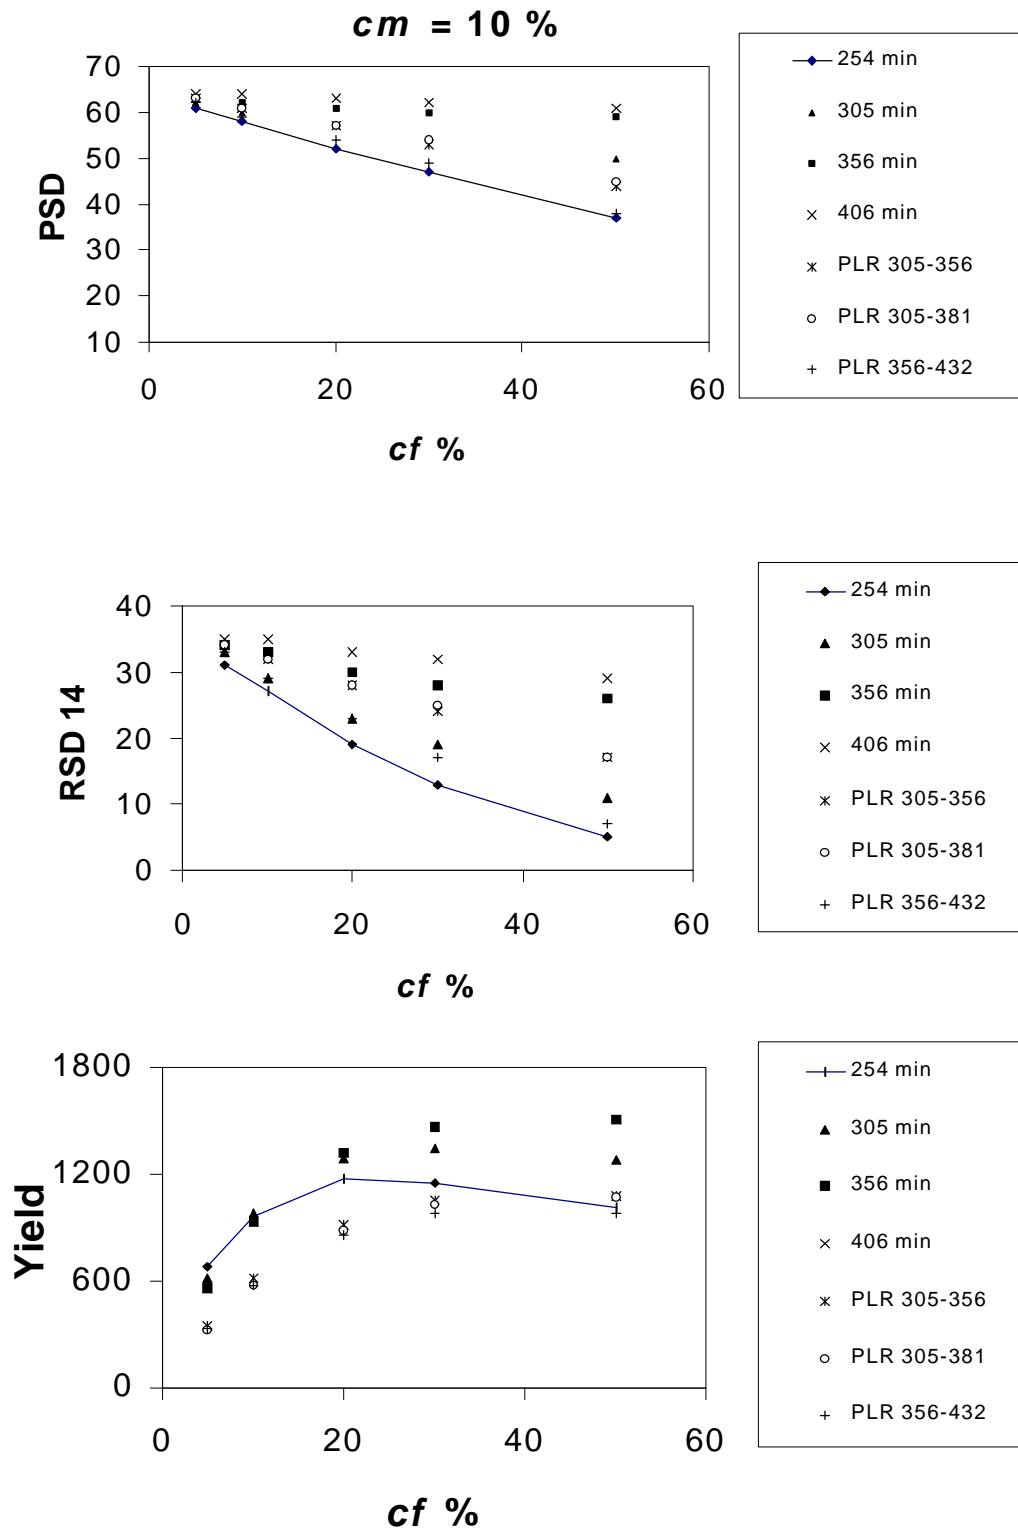 cm = 10 %
70
60
50
40
30
20
10
PSD
0
20
40
60
cf %
254 min
305 min
356 min
406 min
PLR 305-356
PLR 305-381
PLR 356-432
40
30
20
10
0
RSD 14
0
20
40
60
cf %
254 min
305 min
356 min
406 min
PLR 305-356
PLR 305-381
PLR 356-432
1800
1200
600
0
Yield
0
20
40
60
cf %
254 min
305 min
356 min
406 min
PLR 305-356
PLR 305-381
PLR 356-432